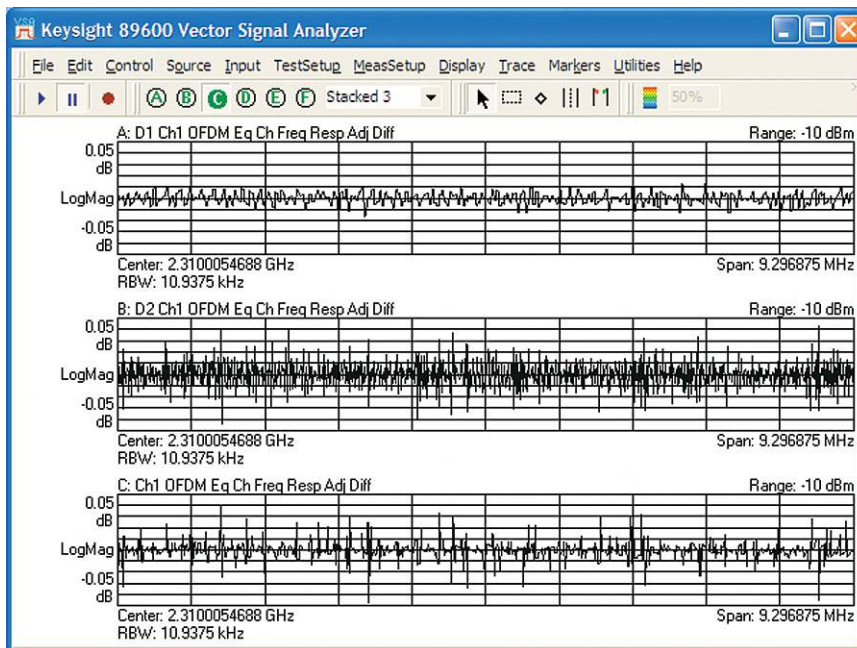 VSA
Keysight 89600 Vector Signal Analyzer
File Edit Control Source Input TestSetup MeasSetup Display Trace Markers Utilities Help
A B C D E F Stacked 3 50%
A: D1 Ch1 OFDM Eq Ch Freq Resp Adj Diff Range: -10 dBm
0.05
dB
LogMag
-0.05
dB
Center: 2.3100054688 GHz Span: 9.296875 MHz
RBW: 10.9375 kHz
B: D2 Ch1 OFDM Eq Ch Freq Resp Adj Diff Range: -10 dBm
0.05
dB
LogMag
-0.05
dB
Center: 2.3100054688 GHz Span: 9.296875 MHz
RBW: 10.9375 kHz
C: Ch1 OFDM Eq Ch Freq Resp Adj Diff Range: -10 dBm
0.05
dB
LogMag
-0.05
dB
Center: 2.3100054688 GHz Span: 9.296875 MHz
RBW: 10.9375 kHz